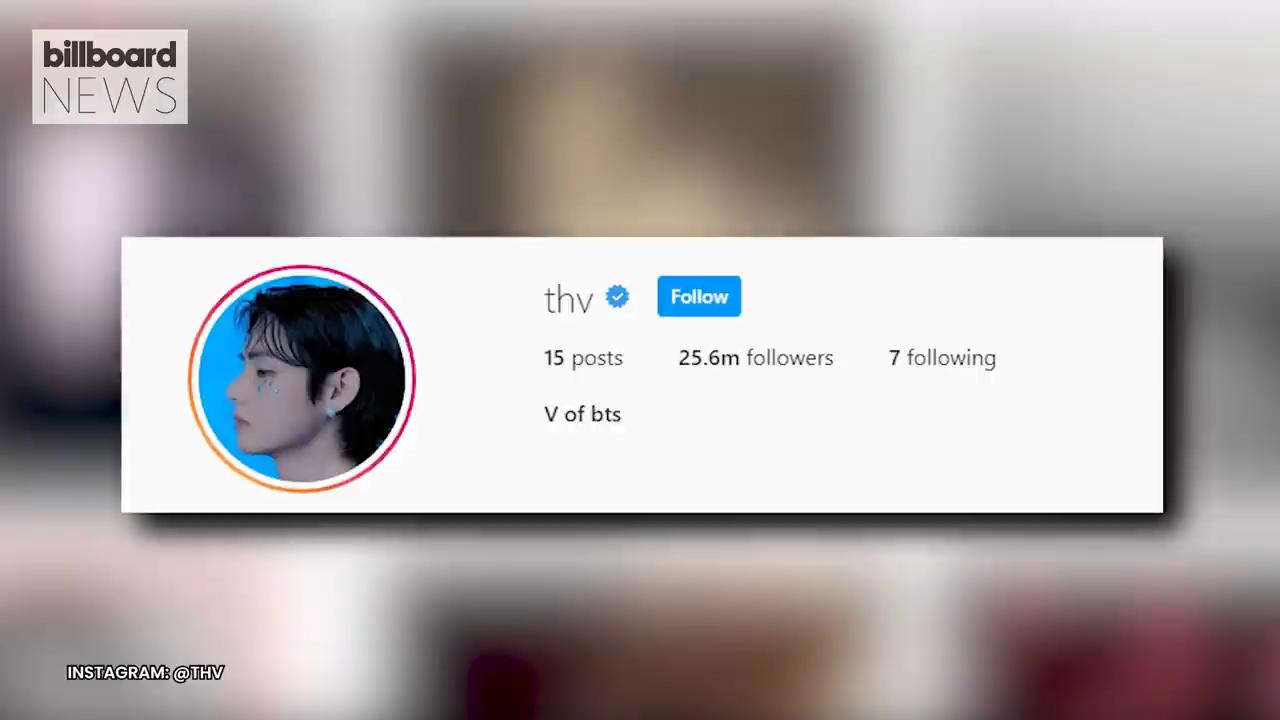 billboard
NEWS
thv Follow
15 posts 25.6m followers 7 following
V of bts
INSTAGRAM: @THV